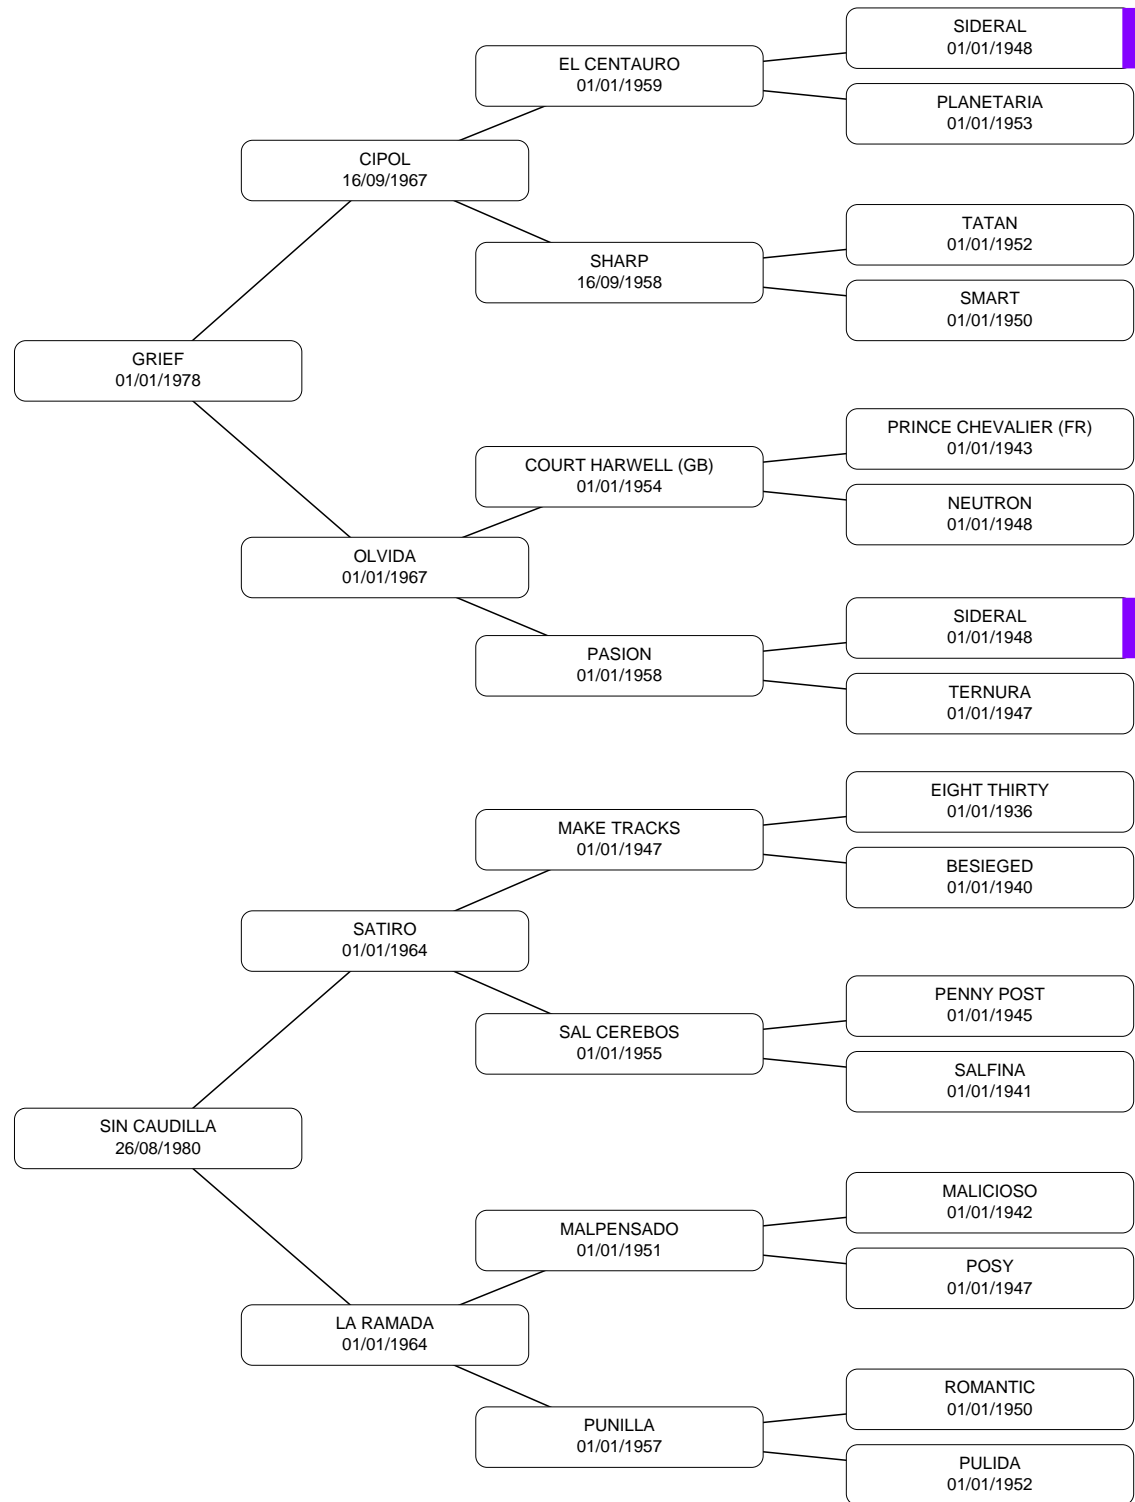 SIDERAL
01/01/1948
EL CENTAURO
01/01/1959
PLANETARIA
01/01/1953
CIPOL
16/09/1967
TATAN
01/01/1952
SHARP
16/09/1958
SMART
01/01/1950
GRIEF
01/01/1978
PRINCE CHEVALIER (FR)
01/01/1943
COURT HARWELL (GB)
01/01/1954
NEUTRON
01/01/1948
OLVIDA
01/01/1967
SIDERAL
01/01/1948
PASION
01/01/1958
TERNURA
01/01/1947
EIGHT THIRTY
01/01/1936
MAKE TRACKS
01/01/1947
BESIEGED
01/01/1940
SATIRO
01/01/1964
PENNY POST
01/01/1945
SAL CEREBOS
01/01/1955
SALFINA
01/01/1941
SIN CAUDILLA
26/08/1980
MALICIOSO
01/01/1942
MALPENSADO
01/01/1951
POSY
01/01/1947
LA RAMADA
01/01/1964
ROMANTIC
01/01/1950
PUNILLA
01/01/1957
PULIDA
01/01/1952